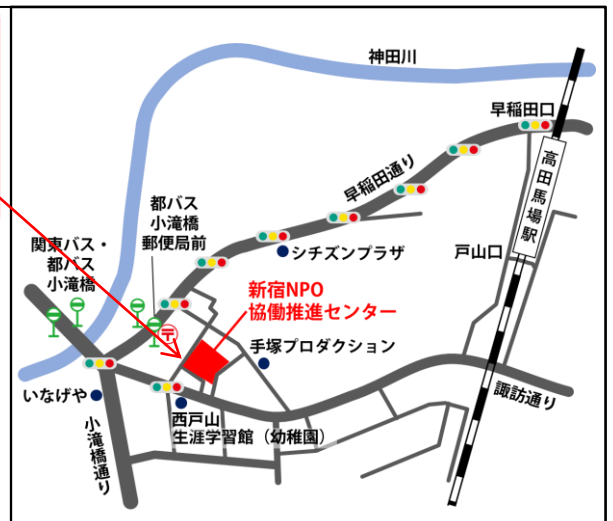 神田川
早稲田口
早稲田通り
高田馬場駅
都バス
小滝橋
郵便局前
関東バス・
都バス
小滝橋
シチズンプラザ
戸山口
新宿NPO
協働推進センター
〒
手塚プロダクション
いなげや
西戸山
生涯学習館（幼稚園）
諏訪通り
小滝橋通り